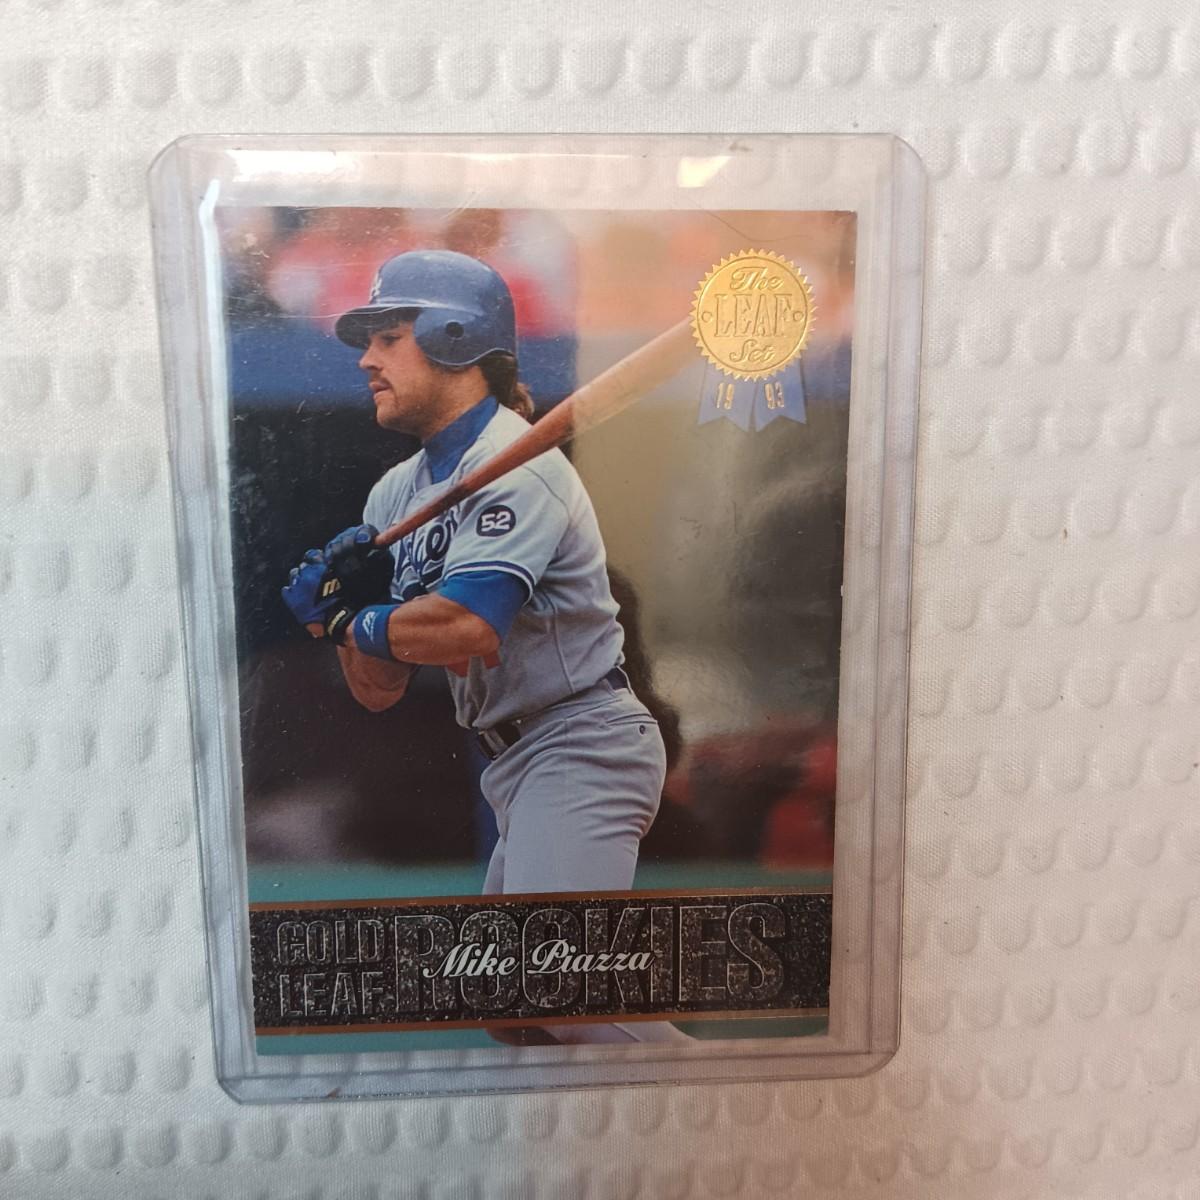 The
LEAF
Set
19 93
52
GOLD LEAF ROOKIES
Mike Piazza